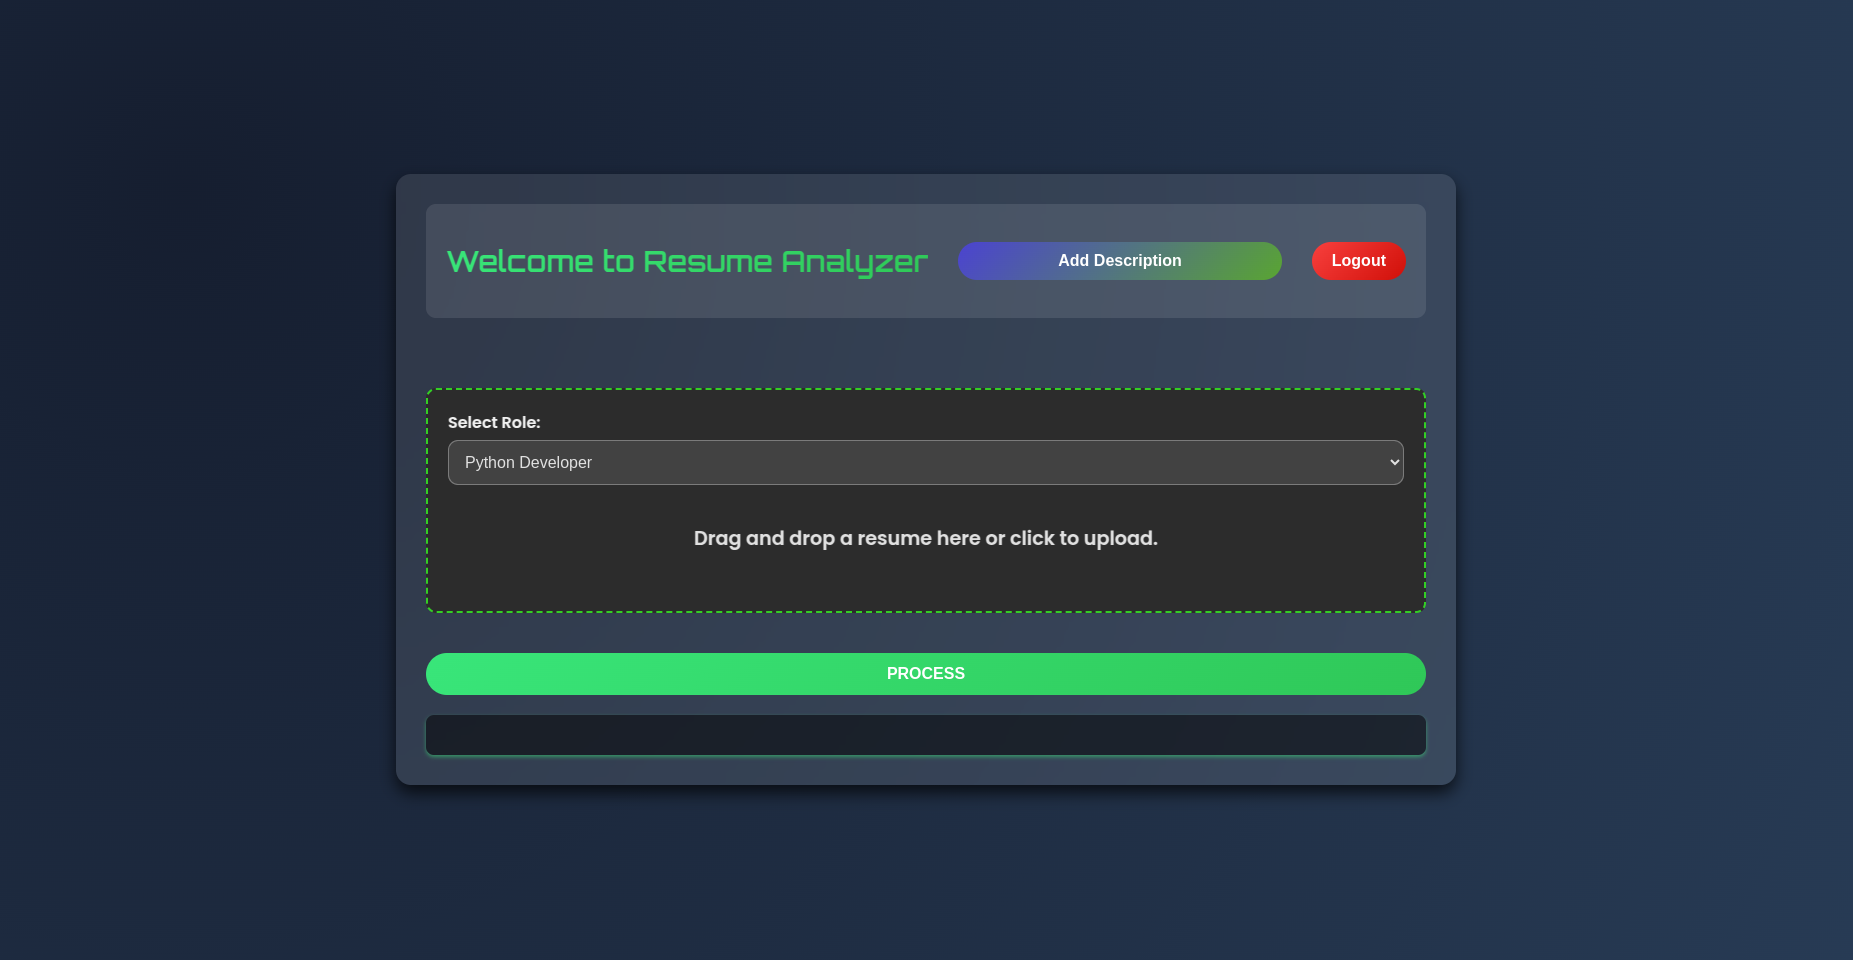 Welcome to Resume Analyzer
Add Description
Logout
Select Role:
Python Developer
Drag and drop a resume here or click to upload.
PROCESS